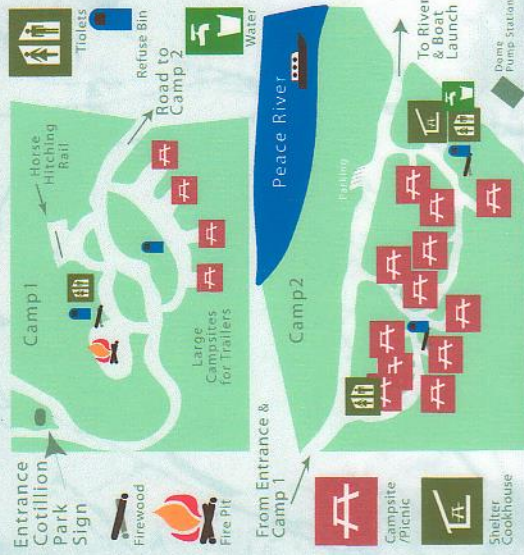 Entrance
Cotillion
Park
Sign
Firewood
Fire Pit
Camp1
Horse
Hitching
Rail
Road to
Camp 2
Large
Campsites
for Trailers
Tiolets
Refuse Bin
Water
From Entrance &
Camp 1
Campsite
/Picnic
Shelter
Cookhouse
Camp2
Peace River
Parking
To River
& Boat
Launch
Dome
Pump Station